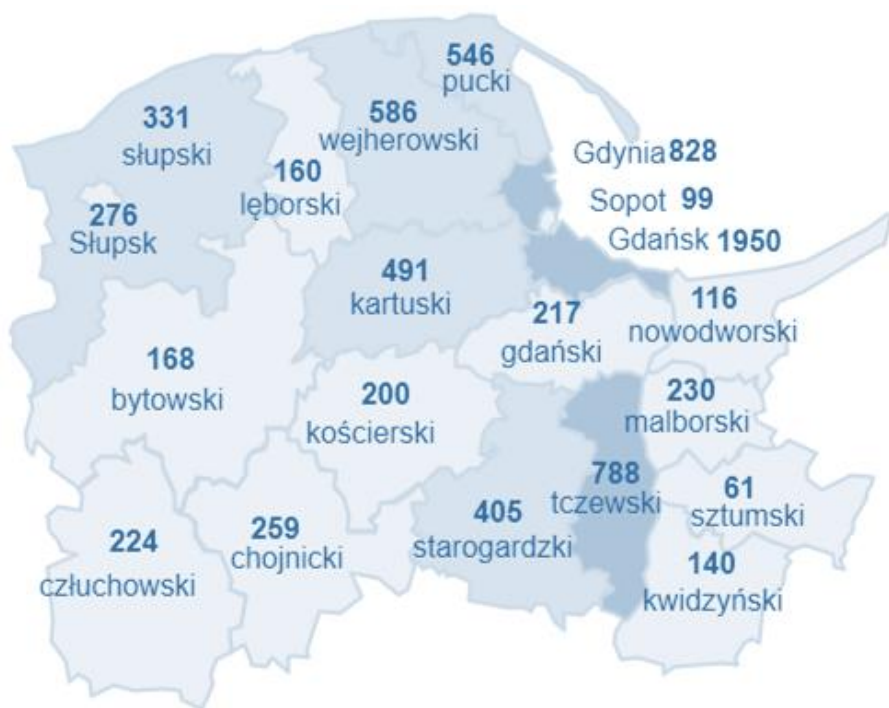 546
pucki
331
słupski
586
wejherowski
Gdynia 828
160
lęborski
Sopot 99
276
Słupsk
Gdańsk 1950
491
kartuski
116
nowodworski
217
gdański
168
bytowski
200
kościerski
230
malborski
788
tczewski
61
sztumski
405
starogardzki
224
człuchowski
259
chojnicki
140
kwidzyński